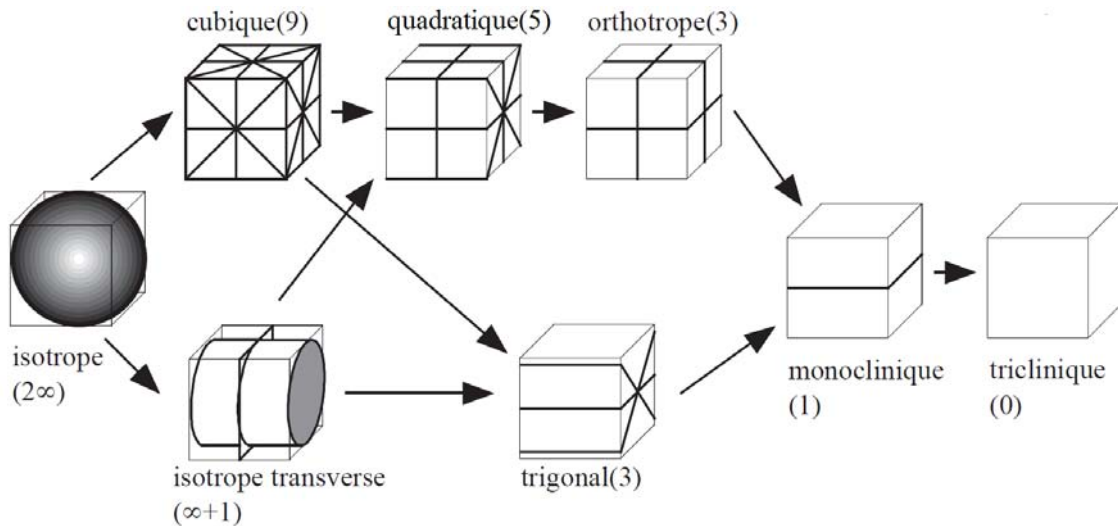 cubique(9)
quadratique(5)
orthotrope(3)
isotrope
(2∞)
monoclinique
(1)
triclinique
(0)
isotrope transverse
(∞+1)
trigonal(3)